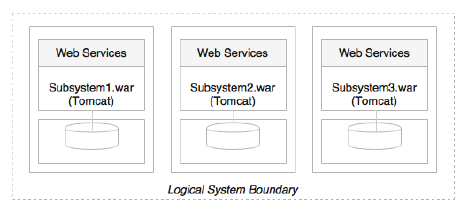 Web Services
Subsystem1.war
(Tomcat)
Web Services
Subsystem2.war
(Tomcat)
Web Services
Subsystem3.war
(Tomcat)
Logical System Boundary